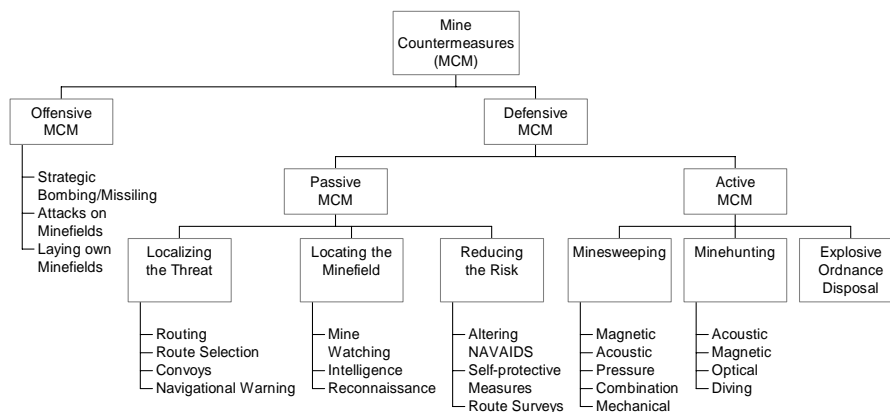 Mine
Countermeasures
(MCM)
Offensive
MCM
Defensive
MCM
Strategic
Bombing/Missiling
Attacks on
Minefields
Laying own
Minefields
Passive
MCM
Active
MCM
Localizing
the Threat
Locating the
Minefield
Reducing
the Risk
Minesweeping
Minehunting
Explosive
Ordnance
Disposal
Routing
Route Selection
Convoys
Navigational Warning
Mine
Watching
Intelligence
Reconnaissance
Altering
NAVAIDS
Self-protective
Measures
Route Surveys
Magnetic
Acoustic
Pressure
Combination
Mechanical
Acoustic
Magnetic
Optical
Diving